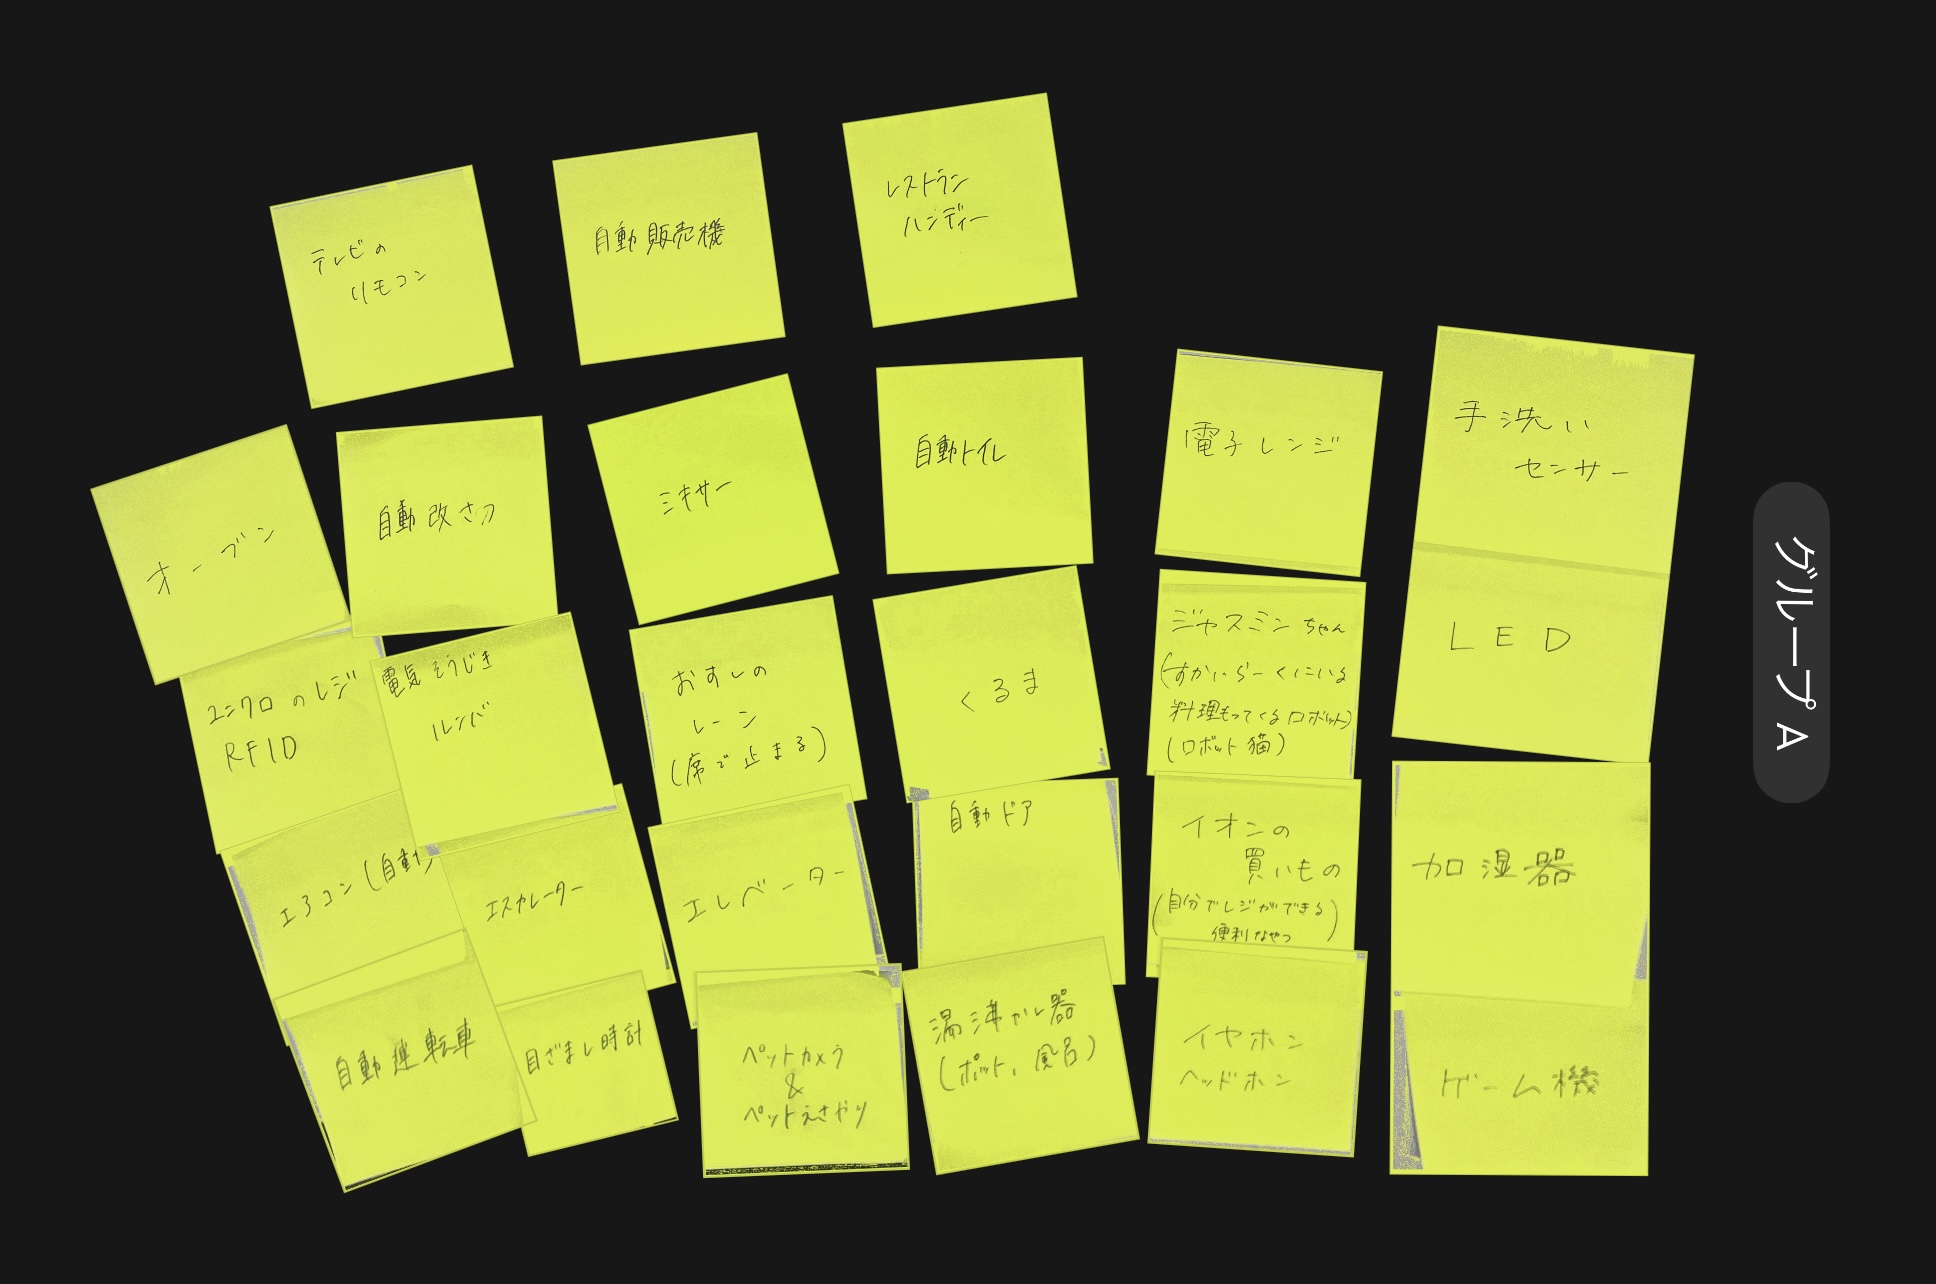 テレビの
リモコン
自動販売機
レストラン
ハンディー
オーブン
自動改さつ
ミキサー
自動トイレ
電子レンジ
手洗い
センサー
ユニクロのレジ
RFID
電気そうじき
ルンバ
おすしの
レーン
(席で止まる)
くるま
ジャスミンちゃん
(すかいらーくにいる
料理もってくるロボット)
(ロボット猫)
LED
エアコン(自動)
エスカレーター
エレベーター
自動ドア
イオンの
買いもの
(自分でレジができる)
便利なやつ
加湿器
自動運転車
目ざまし時計
ペットカメラ
&
ペットえさやり
湯沸かし器
(ポット、風呂)
イヤホン
ヘッドホン
ゲーム機
グループ A